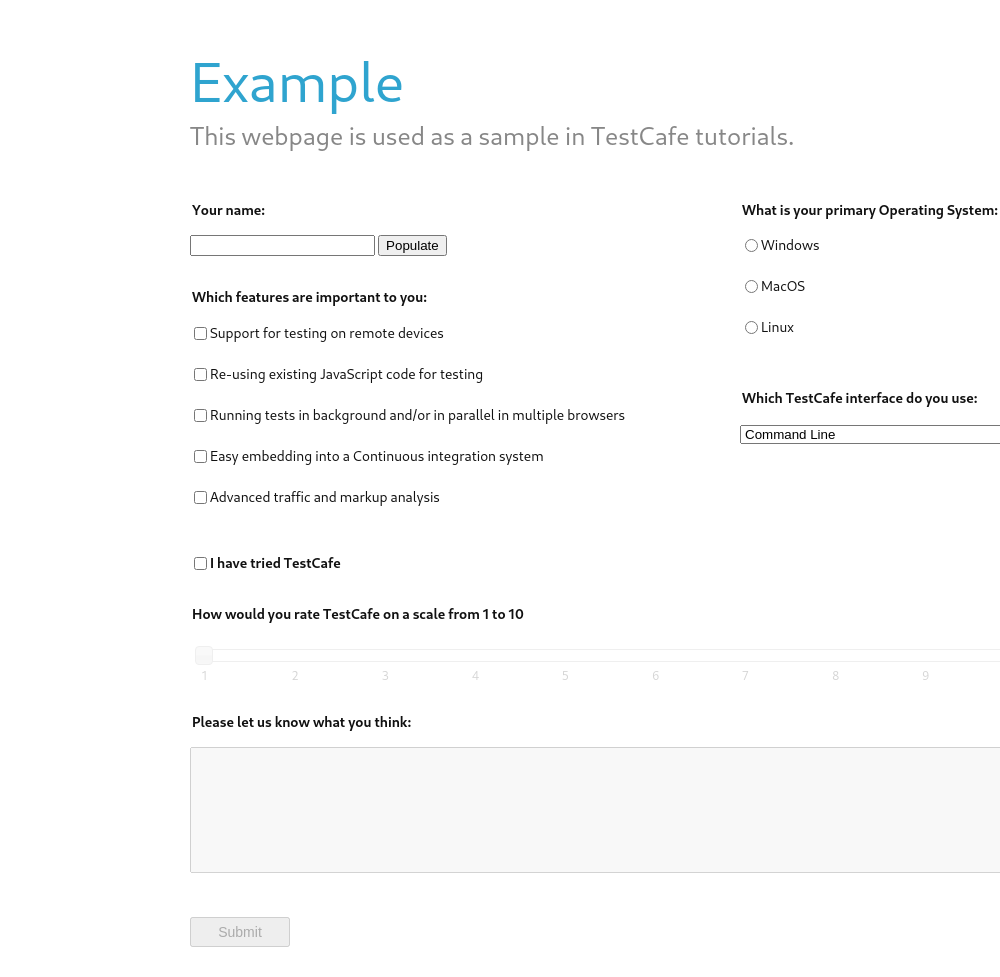 Example
This webpage is used as a sample in TestCafe tutorials.
Your name:
Populate
Which features are important to you:
Support for testing on remote devices
Re-using existing JavaScript code for testing
Running tests in background and/or in parallel in multiple browsers
Easy embedding into a Continuous integration system
Advanced traffic and markup analysis
What is your primary Operating System:
Windows
MacOS
Linux
Which TestCafe interface do you use:
Command Line
I have tried TestCafe
How would you rate TestCafe on a scale from 1 to 10
1 2 3 4 5 6 7 8 9
Please let us know what you think:
Submit